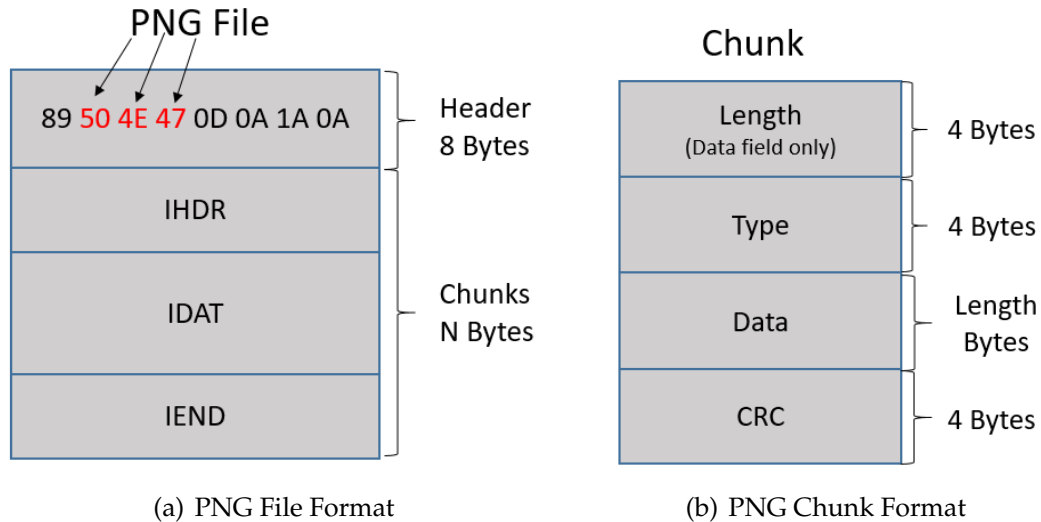 PNG File
89 50 4E 47 0D 0A 1A 0A
Header
8 Bytes
IHDR
IDAT
IEND
Chunks
N Bytes
(a) PNG File Format
Chunk
Length
(Data field only)
4 Bytes
Type
4 Bytes
Data
Length
Bytes
CRC
4 Bytes
(b) PNG Chunk Format